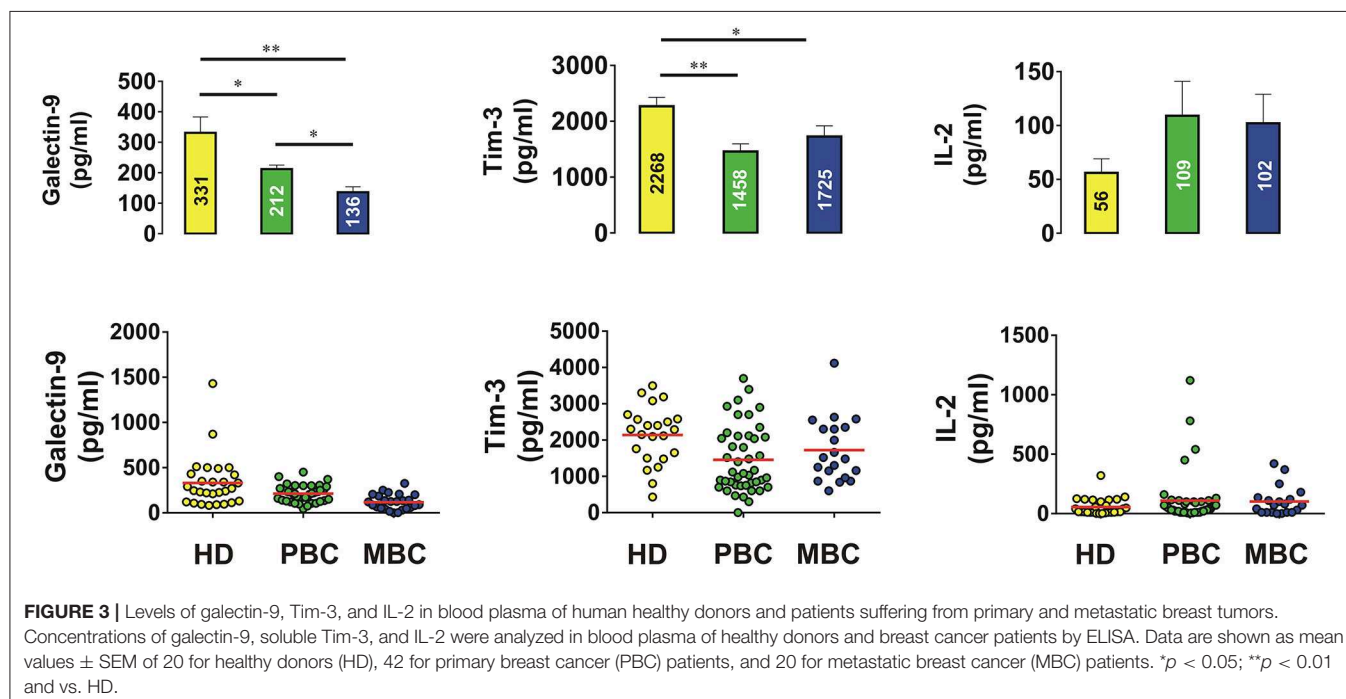 **
*
*
500
400
300
200
100
0
Galectin-9
(pg/ml)
331
212
136
*
**
3000
2000
1000
0
Tim-3
(pg/ml)
2268
1458
1725
150
100
50
0
IL-2
(pg/ml)
56
109
102
2000
1500
1000
500
0
Galectin-9
(pg/ml)
HD PBC MBC
5000
4000
3000
2000
1000
0
Tim-3
(pg/ml)
HD PBC MBC
1500
1000
500
0
IL-2
(pg/ml)
HD PBC MBC
FIGURE 3 | Levels of galectin-9, Tim-3, and IL-2 in blood plasma of human healthy donors and patients suffering from primary and metastatic breast tumors.
Concentrations of galectin-9, soluble Tim-3, and IL-2 were analyzed in blood plasma of healthy donors and breast cancer patients by ELISA. Data are shown as mean
values ± SEM of 20 for healthy donors (HD), 42 for primary breast cancer (PBC) patients, and 20 for metastatic breast cancer (MBC) patients. *p < 0.05; **p < 0.01
and vs. HD.